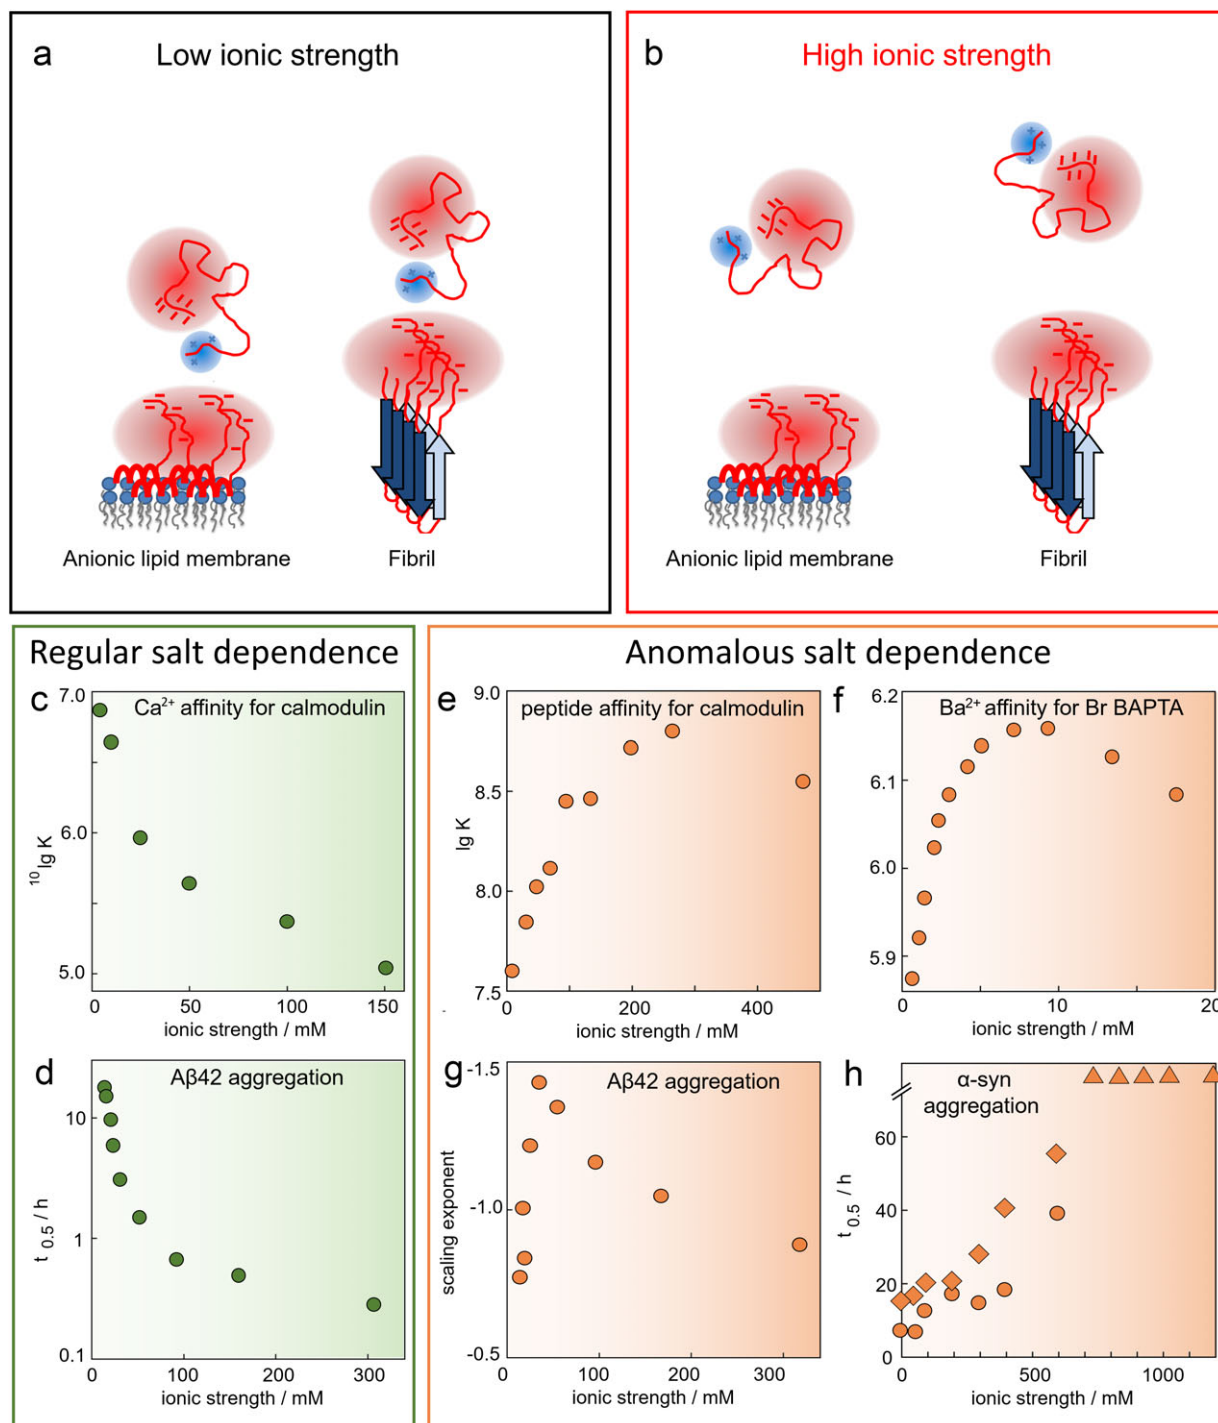 a
Low ionic strength
Anionic lipid membrane
Fibril
b
High ionic strength
Anionic lipid membrane
Fibril
Regular salt dependence
c
Ca²⁺ affinity for calmodulin
¹⁰lg K
7.0
6.0
5.0
0 50 100 150
ionic strength / mM
d
Aβ42 aggregation
t 0.5 / h
10
1
0.1
0 100 200 300
ionic strength / mM
Anomalous salt dependence
e
peptide affinity for calmodulin
lg K
9.0
8.5
8.0
7.5
0 200 400
ionic strength / mM
f
Ba²⁺ affinity for Br BAPTA
6.2
6.1
6.0
5.9
0 10 20
ionic strength / mM
g
Aβ42 aggregation
scaling exponent
-1.5
-1.0
-0.5
0 100 200 300
ionic strength / mM
h
α-syn
aggregation
t 0.5 / h
60
40
20
0
0 200 400 600 1000
ionic strength / mM